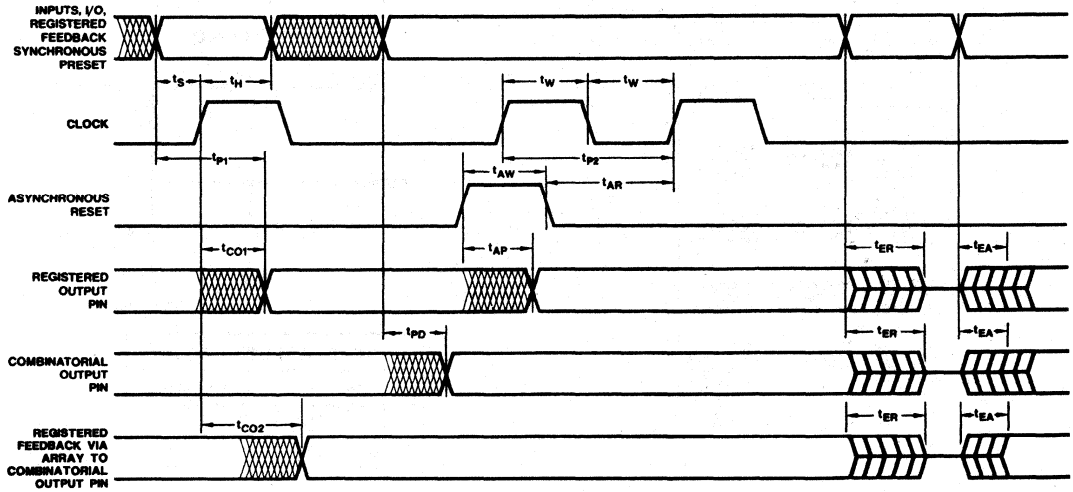 INPUTS, I/O,
REGISTERED
FEEDBACK
SYNCHRONOUS
PRESET
tS
tH
tW
tW
CLOCK
tP1
tP2
tAW
tAR
ASYNCHRONOUS
RESET
tCO1
tAP
tER
tEA
REGISTERED
OUTPUT
PIN
tPD
tER
tEA
COMBINATORIAL
OUTPUT
PIN
tCO2
tER
tEA
REGISTERED
FEEDBACK VIA
ARRAY TO
COMBINATORIAL
OUTPUT PIN